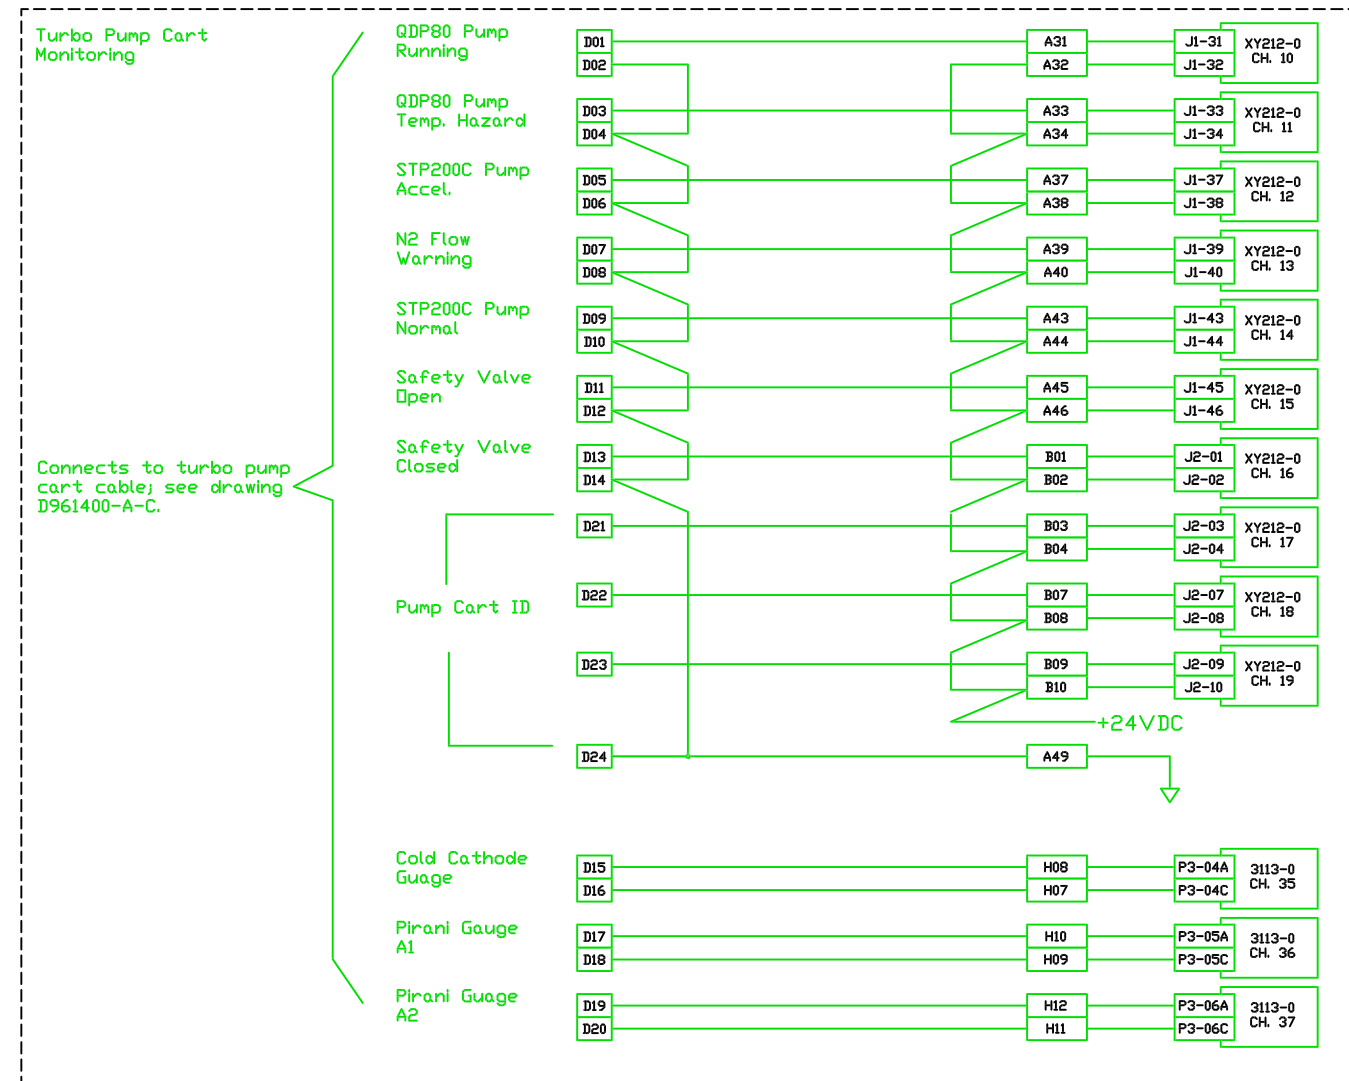 Turbo Pump Cart
Monitoring
QDP80 Pump
Running
D01
D02
A31
A32
J1-31
J1-32
XY212-0
CH. 10
QDP80 Pump
Temp. Hazard
D03
D04
A33
A34
J1-33
J1-34
XY212-0
CH. 11
STP200C Pump
Accel.
D05
D06
A37
A38
J1-37
J1-38
XY212-0
CH. 12
N2 Flow
Warning
D07
D08
A39
A40
J1-39
J1-40
XY212-0
CH. 13
STP200C Pump
Normal
D09
D10
A43
A44
J1-43
J1-44
XY212-0
CH. 14
Safety Valve
Open
D11
D12
A45
A46
J1-45
J1-46
XY212-0
CH. 15
Safety Valve
Closed
D13
D14
B01
B02
J2-01
J2-02
XY212-0
CH. 16
Connects to turbo pump
cart cable; see drawing
D961400-A-C.
D21
B03
B04
J2-03
J2-04
XY212-0
CH. 17
Pump Cart ID
D22
B07
B08
J2-07
J2-08
XY212-0
CH. 18
D23
B09
B10
J2-09
J2-10
XY212-0
CH. 19
+24VDC
D24
A49
Cold Cathode
Guage
D15
D16
H08
H07
P3-04A
P3-04C
3113-0
CH. 35
Pirani Gauge
A1
D17
D18
H10
H09
P3-05A
P3-05C
3113-0
CH. 36
Pirani Guage
A2
D19
D20
H12
H11
P3-06A
P3-06C
3113-0
CH. 37